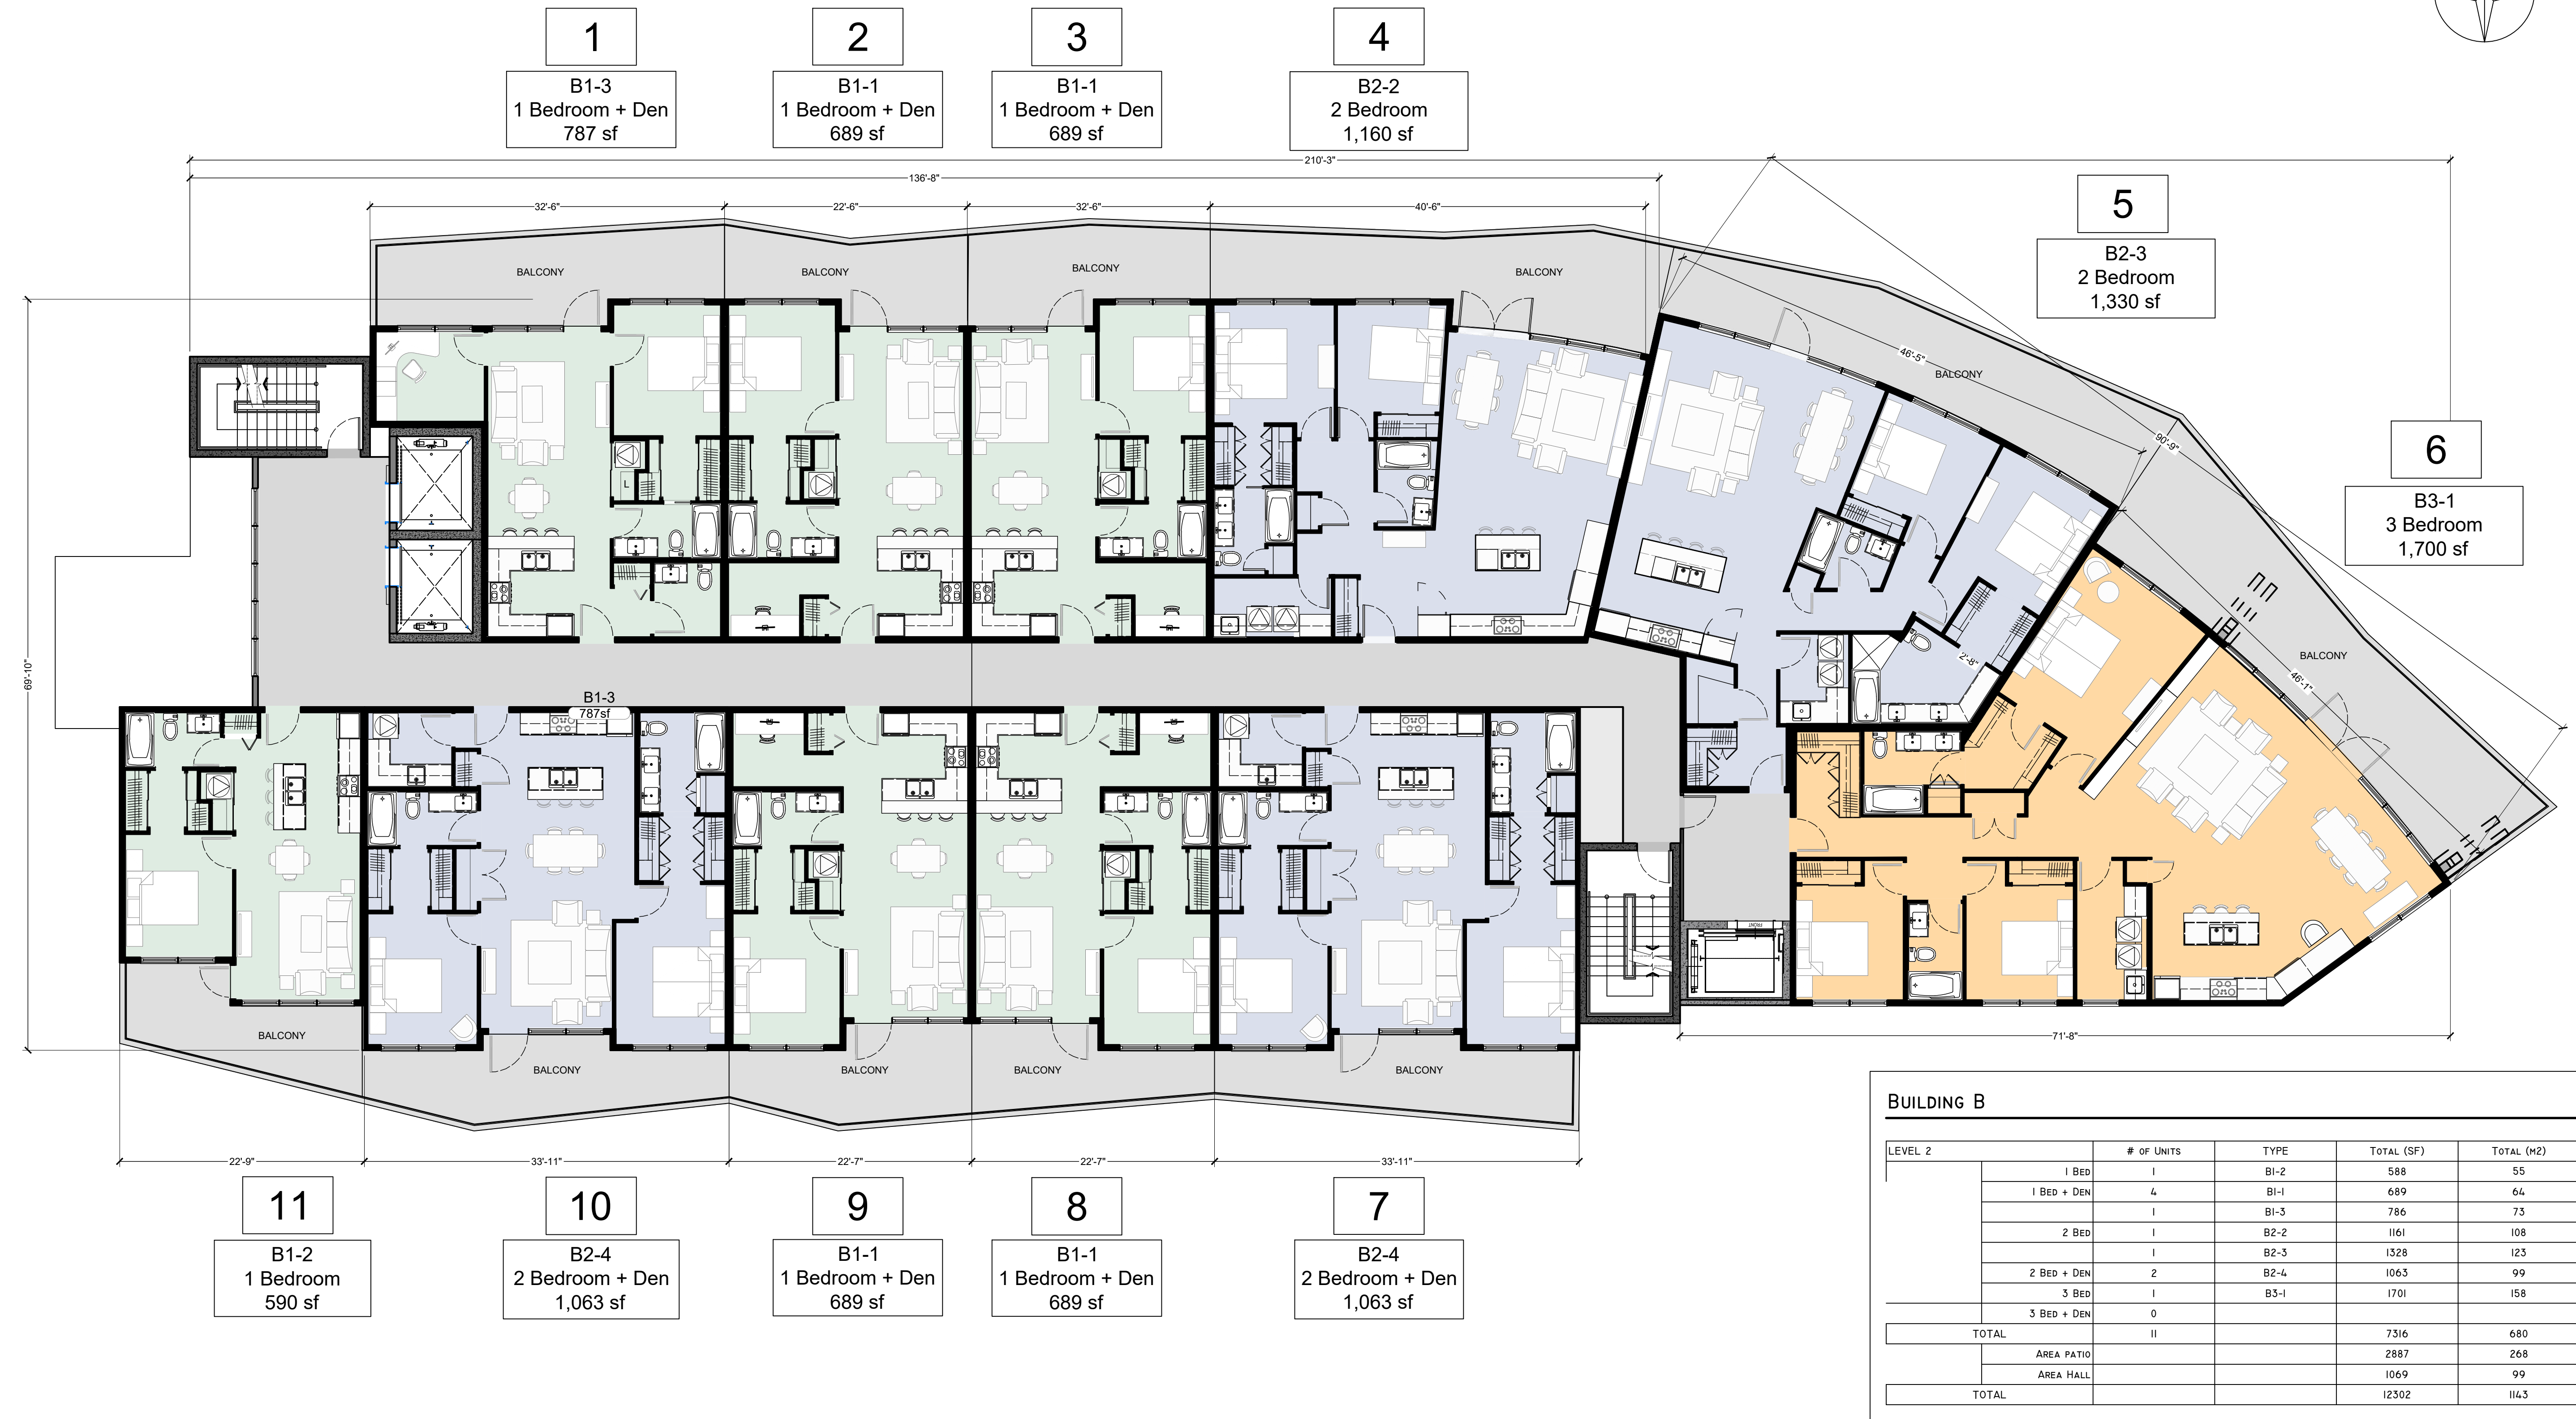 1
B1-3
1 Bedroom + Den
787 sf
2
B1-1
1 Bedroom + Den
689 sf
3
B1-1
1 Bedroom + Den
689 sf
4
B2-2
2 Bedroom
1,160 sf
5
B2-3
2 Bedroom
1,330 sf
6
B3-1
3 Bedroom
1,700 sf
210'-3"
136'-8"
32'-6"
22'-6"
32'-6"
40'-6"
BALCONY
BALCONY
BALCONY
BALCONY
46'-5"
BALCONY
90'-9"
L
69'-10"
2'-8"
BALCONY
46'-1"
B1-3
787sf
FRONT
BALCONY
BALCONY
BALCONY
BALCONY
BALCONY
71'-8"
22'-9"
33'-11"
22'-7"
22'-7"
33'-11"
11
B1-2
1 Bedroom
590 sf
10
B2-4
2 Bedroom + Den
1,063 sf
9
B1-1
1 Bedroom + Den
689 sf
8
B1-1
1 Bedroom + Den
689 sf
7
B2-4
2 Bedroom + Den
1,063 sf
BUILDING B
LEVEL 2 # OF UNITS TYPE TOTAL (SF) TOTAL (M2)
1 BED 1 B1-2 588 55
1 BED + DEN 4 B1-1 689 64
1 B1-3 786 73
2 BED 1 B2-2 1161 108
1 B2-3 1328 123
2 BED + DEN 2 B2-4 1063 99
3 BED 1 B3-1 1701 158
3 BED + DEN 0
TOTAL 11 7316 680
AREA PATIO 2887 268
AREA HALL 1069 99
TOTAL 12302 1143